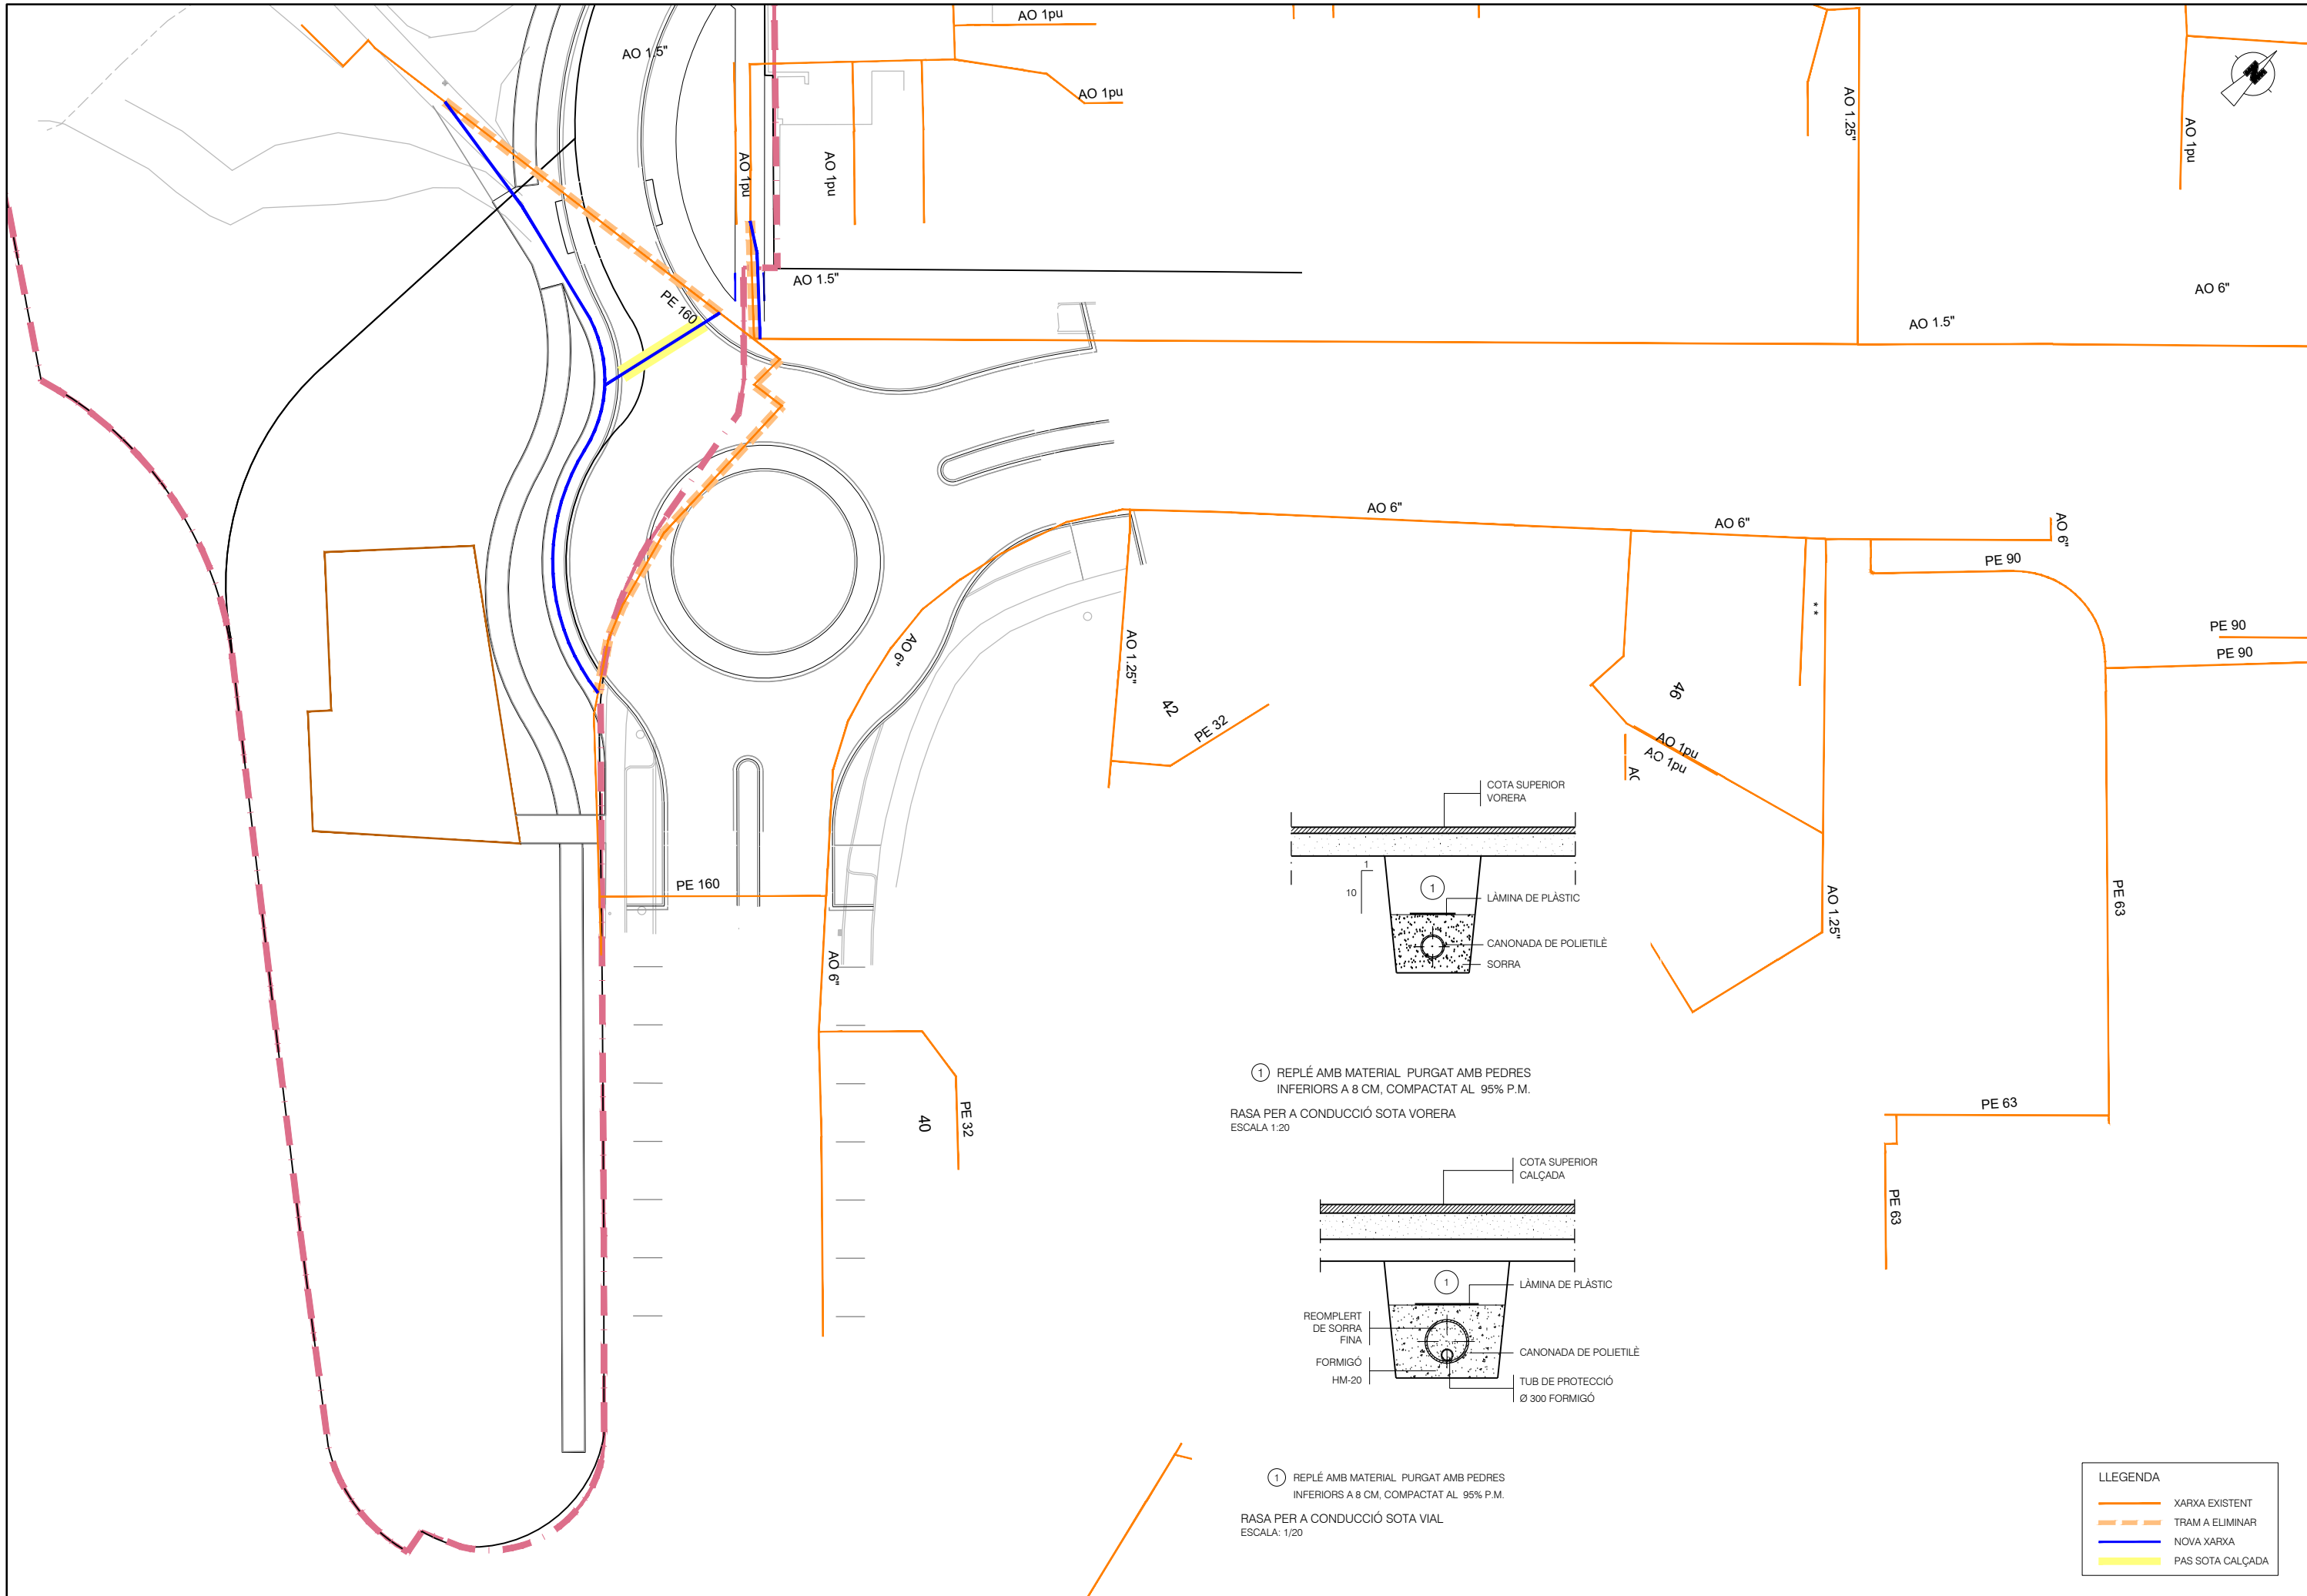 AO 1pu
AO 1.5"
AO 1pu
AO 1.25"
AO 1pu
AO 1pu
AO 1pu
N
AO 1.5"
PE 160
AO 6"
AO 1.5"
AO 6"
AO 6"
AO 6"
PE 90
**
PE 90
PE 90
AO 6"
AO 1.25"
42
PE 32
46
AO 1pu
AO 1pu
AO
COTA SUPERIOR
VORERA
1
10
1
LÀMINA DE PLÀSTIC
CANONADA DE POLIETILÈ
SORRA
PE 160
AO 6"
AO 1.25"
PE 63
1 REPLÉ AMB MATERIAL PURGAT AMB PEDRES
INFERIORS A 8 CM, COMPACTAT AL 95% P.M.
RASA PER A CONDUCCIÓ SOTA VORERA
ESCALA 1:20
40
PE 32
PE 63
PE 63
COTA SUPERIOR
CALÇADA
1
LÀMINA DE PLÀSTIC
REOMPLERT
DE SORRA
FINA
CANONADA DE POLIETILÈ
FORMIGÓ
HM-20
TUB DE PROTECCIÓ
Ø 300 FORMIGÓ
1 REPLÉ AMB MATERIAL PURGAT AMB PEDRES
INFERIORS A 8 CM, COMPACTAT AL 95% P.M.
RASA PER A CONDUCCIÓ SOTA VIAL
ESCALA: 1/20
LLEGENDA
XARXA EXISTENT
TRAM A ELIMINAR
NOVA XARXA
PAS SOTA CALÇADA